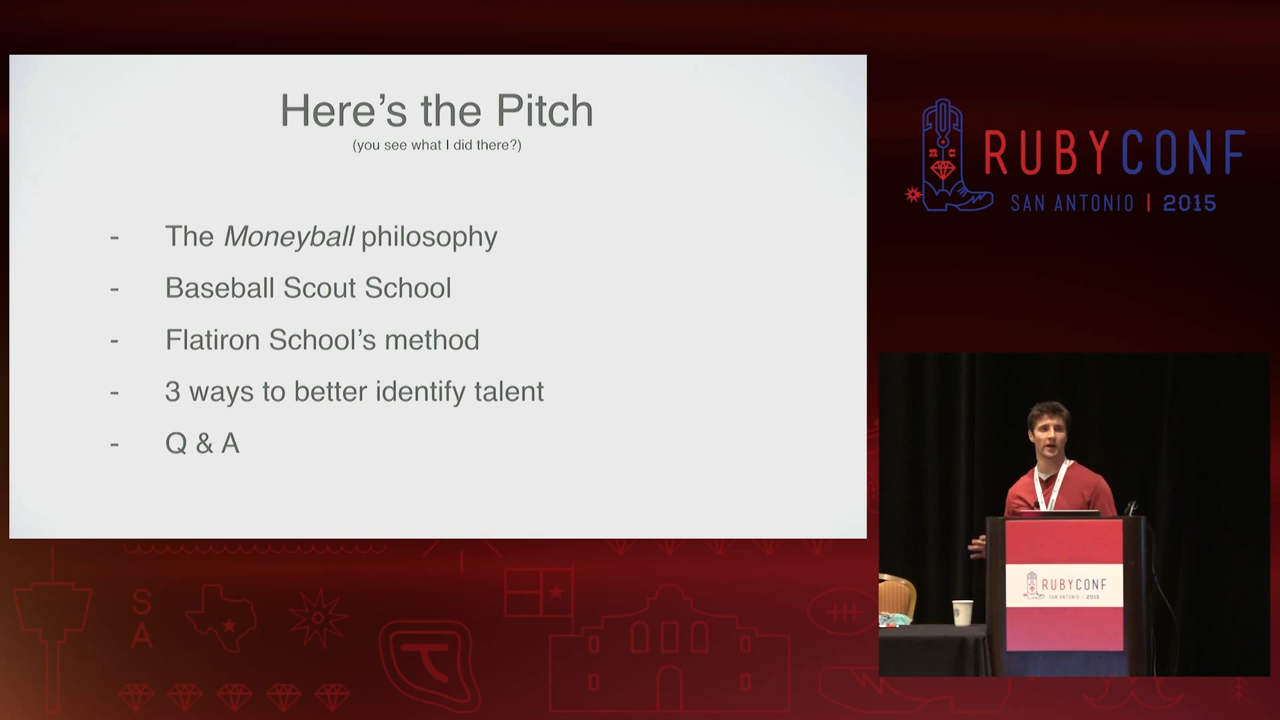 Here's the Pitch
(you see what I did there?)
- The Moneyball philosophy
- Baseball Scout School
- Flatiron School's method
- 3 ways to better identify talent
- Q & A
RUBYCONF
SAN ANTONIO | 2015
RUBYCONF
SAN ANTONIO | 2015
S
A